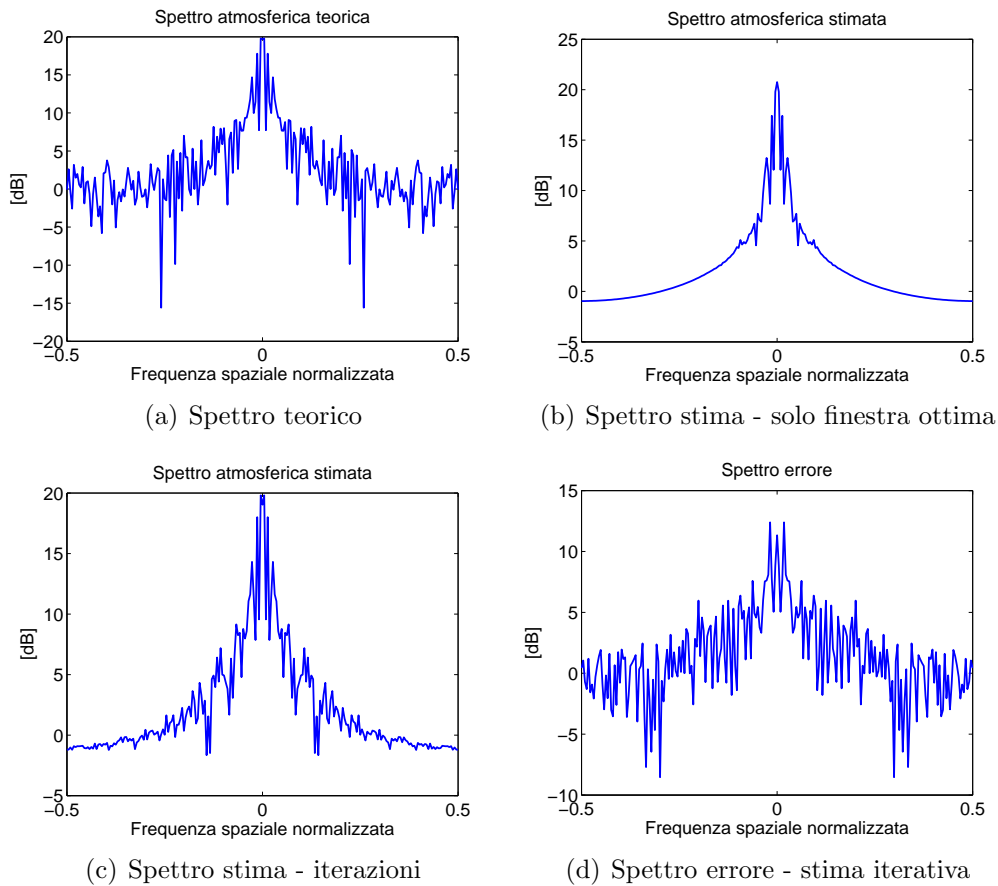 Spettro atmosferica teorica
20
15
10
5
0
−5
−10
−15
−20
[dB]
−0.5
0
0.5
Frequenza spaziale normalizzata
(a) Spettro teorico
Spettro atmosferica stimata
25
20
15
10
5
0
−5
[dB]
−0.5
0
0.5
Frequenza spaziale normalizzata
(b) Spettro stima - solo finestra ottima
Spettro atmosferica stimata
20
15
10
5
0
−5
[dB]
−0.5
0
0.5
Frequenza spaziale normalizzata
(c) Spettro stima - iterazioni
Spettro errore
15
10
5
0
−5
−10
[dB]
−0.5
0
0.5
Frequenza spaziale normalizzata
(d) Spettro errore - stima iterativa